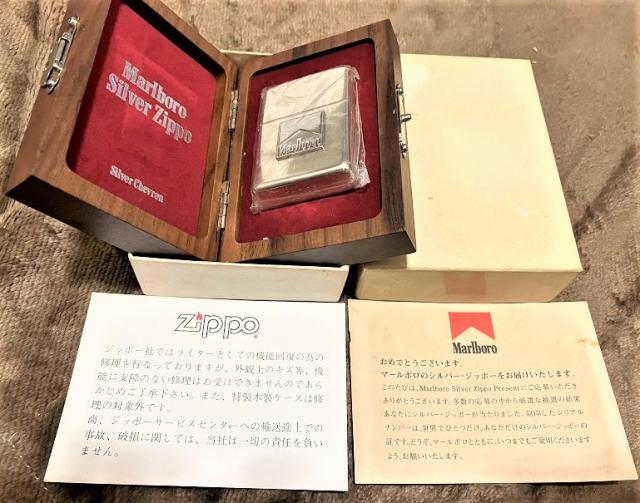 Marlboro
Silver Zippo
Silver Chevron
Marlboro
Zippo
ジッポー社ではライターとしての機能回復の為の
修理を行なっておりますが、外観上のキズ等、機
能に支障のない修理はお受けできませんのであら
かじめご了承下さい。また、特製木製ケースは修
理の対象外です。
尚、ジッポーサービスセンターへの輸送途上での
事故、破損に関しては、当社は一切の責任を負い
ません。
Marlboro
おめでとうございます。
マールボロのシルバー・ジッポーをお届けいたします。
このたびは、Marlboro Silver Zippo Presentにご応募いただき
ありがとうございます。多数の応募の中から厳選な抽選の結果
あなたにシルバー・ジッポーが当たりました。刻印したシリアル
ナンバーは、世界でひとつだけ、あなただけのシルバー・ジッポーの
証です。どうぞ、マールボロとともに、いつまでもご愛用くださいます
よう、お願いいたします。